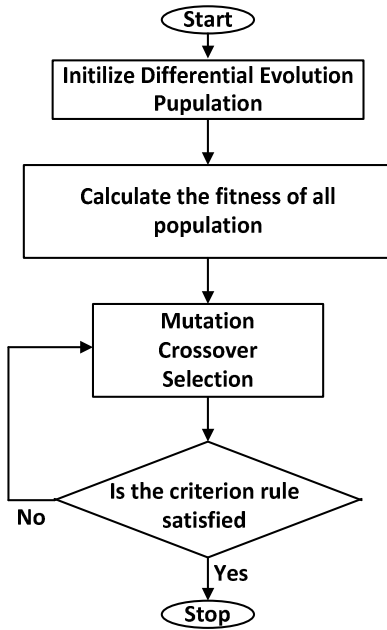 Start
Initilize Differential Evolution
Pupulation
Calculate the fitness of all
population
Mutation
Crossover
Selection
Is the criterion rule
satisfied
No
Yes
Stop